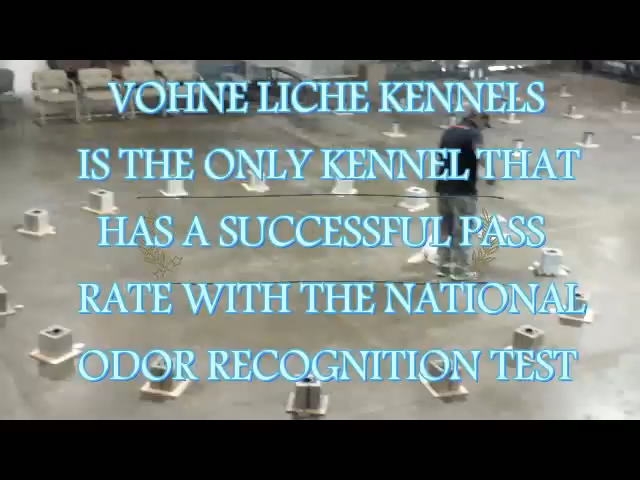 VOHNE LICHE KENNELS
IS THE ONLY KENNEL THAT
HAS A SUCCESSFUL PASS
RATE WITH THE NATIONAL
ODOR RECOGNITION TEST